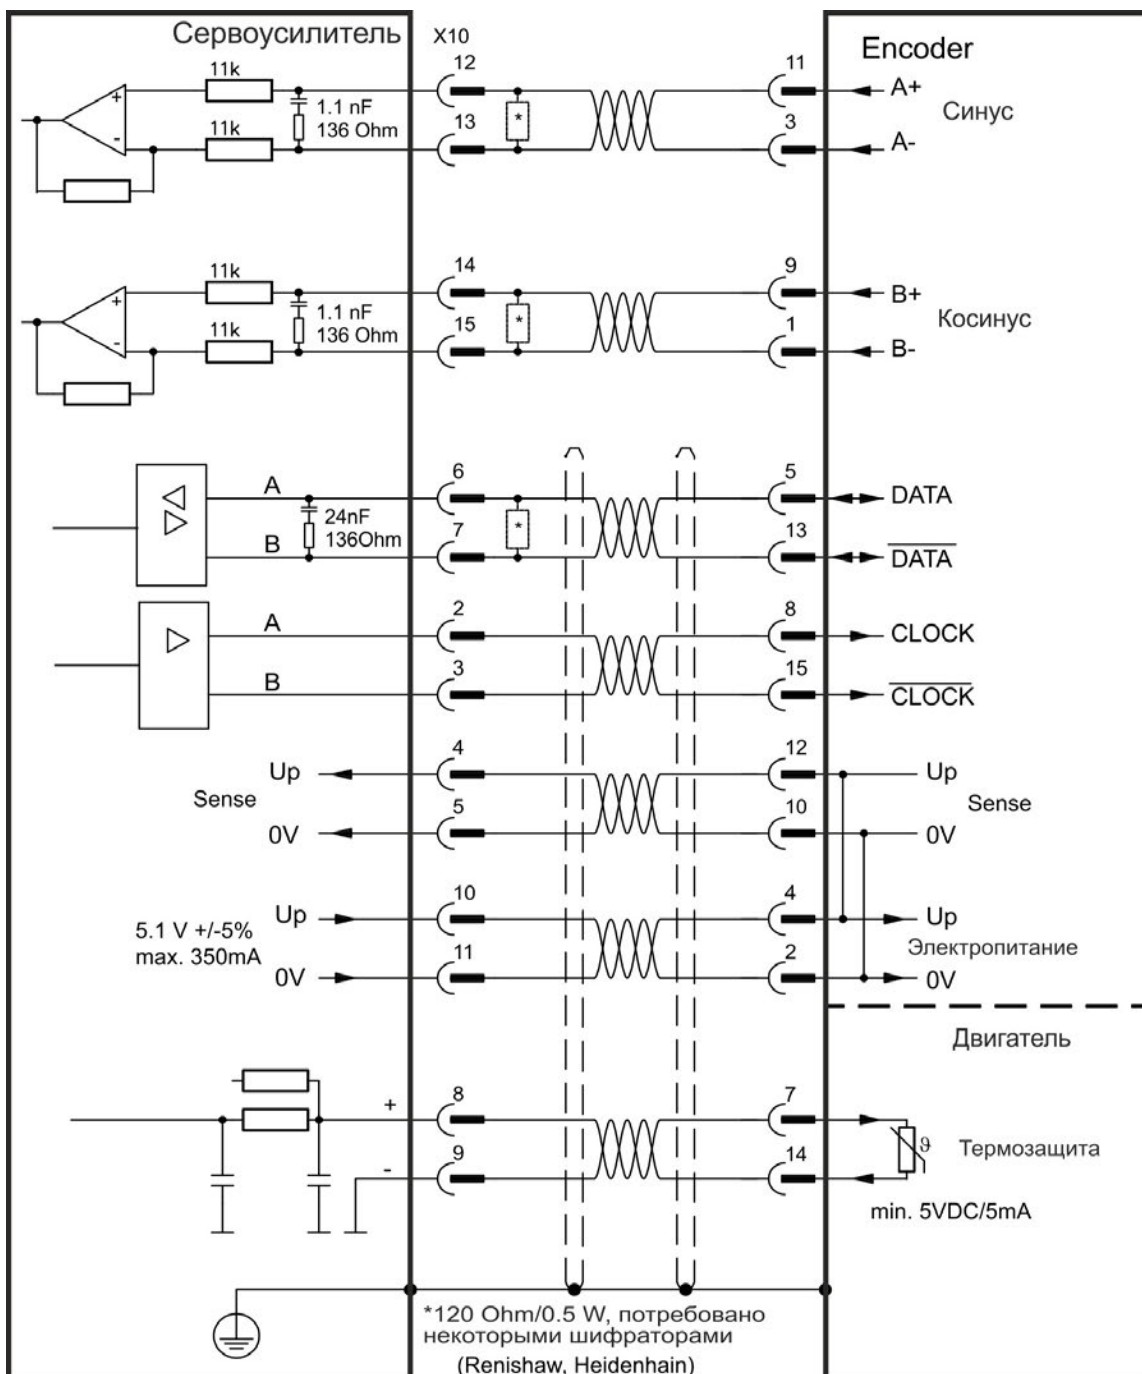 Сервоусилитель
X10
Encoder
11k
12
11
A+
+
1.1 nF
Синус
136 Ohm
*
-
11k
13
3
A-
11k
14
9
B+
+
1.1 nF
Косинус
136 Ohm
*
-
11k
15
1
B-
A
6
5
DATA
24nF
136Ohm
*
B
7
13
DATA
A
2
8
CLOCK
B
3
15
CLOCK
Up
4
12
Up
Sense
Sense
0V
5
10
0V
Up
10
4
Up
5.1 V +/-5%
max. 350mA
Электропитание
0V
11
2
0V
Двигатель
+
8
7
ϑ
Термозащита
-
9
14
min. 5VDC/5mA
*120 Ohm/0.5 W, потребовано
некоторыми шифраторами
(Renishaw, Heidenhain)